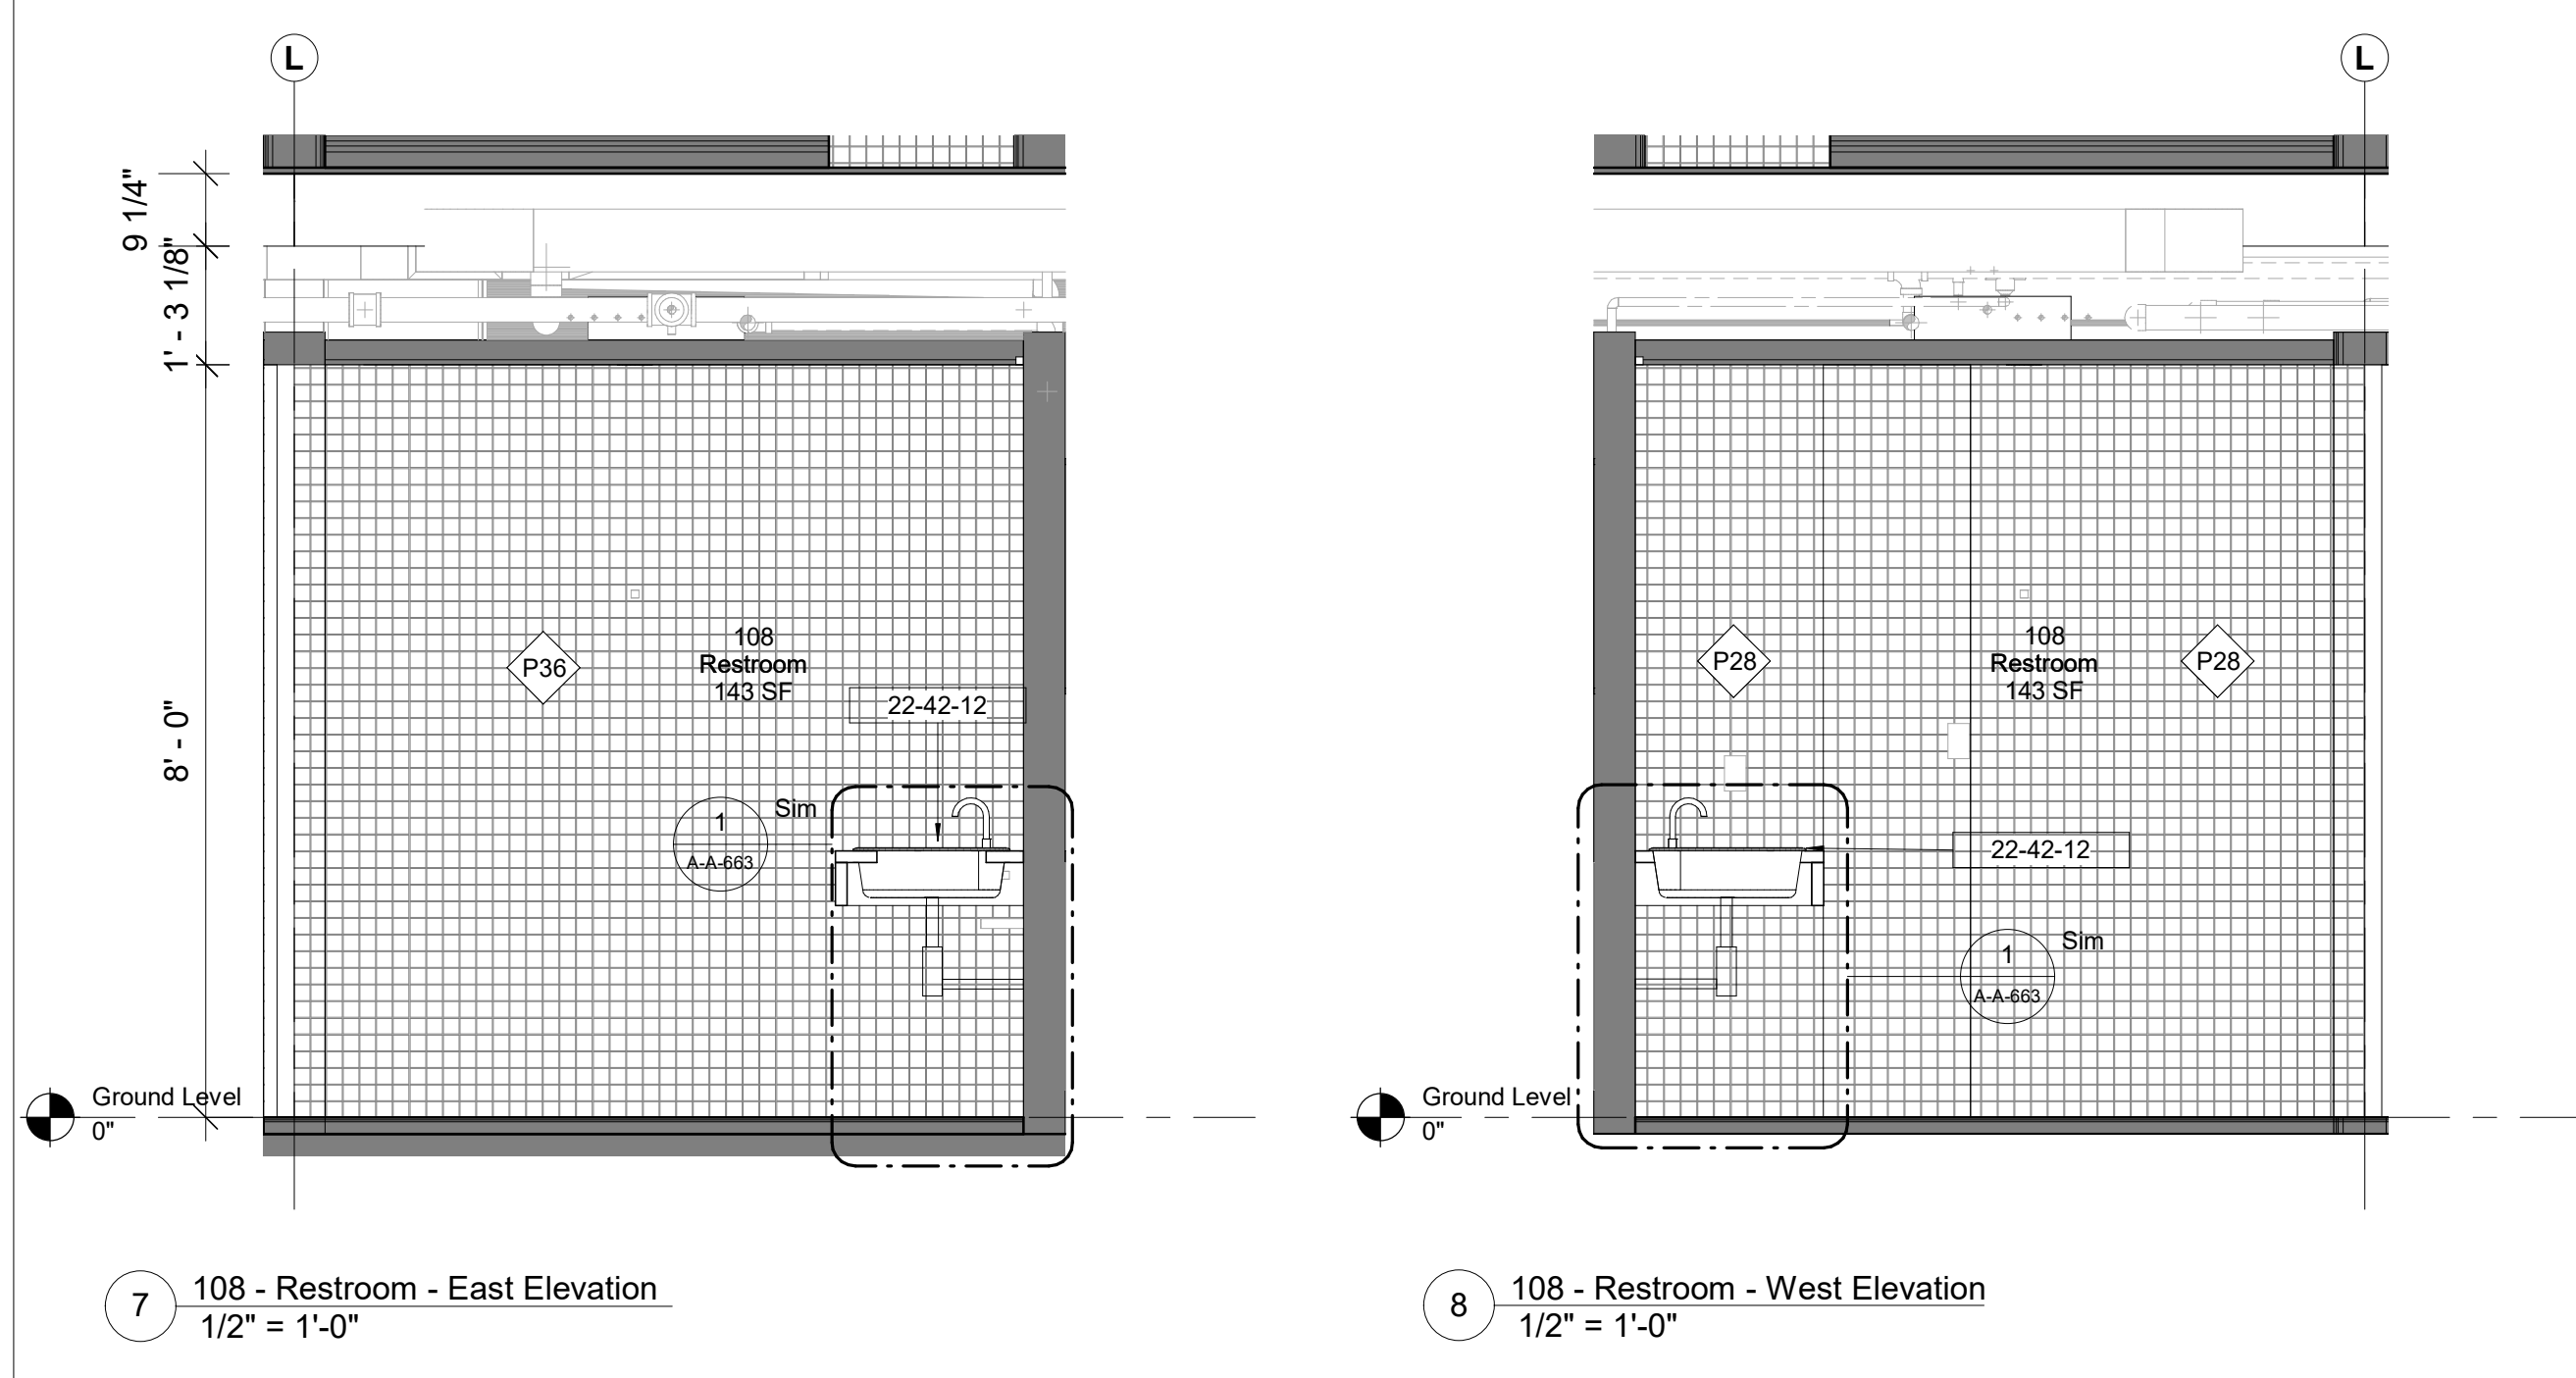 L
9 1/4"
1' - 3 1/8"
8' - 0"
P36
108
Restroom
143 SF
22-42-12
1
A-A-663
Sim
Ground Level
0"
7
108 - Restroom - East Elevation
1/2" = 1'-0"
L
P28
108
Restroom
143 SF
P28
22-42-12
1
A-A-663
Sim
Ground Level
0"
8
108 - Restroom - West Elevation
1/2" = 1'-0"